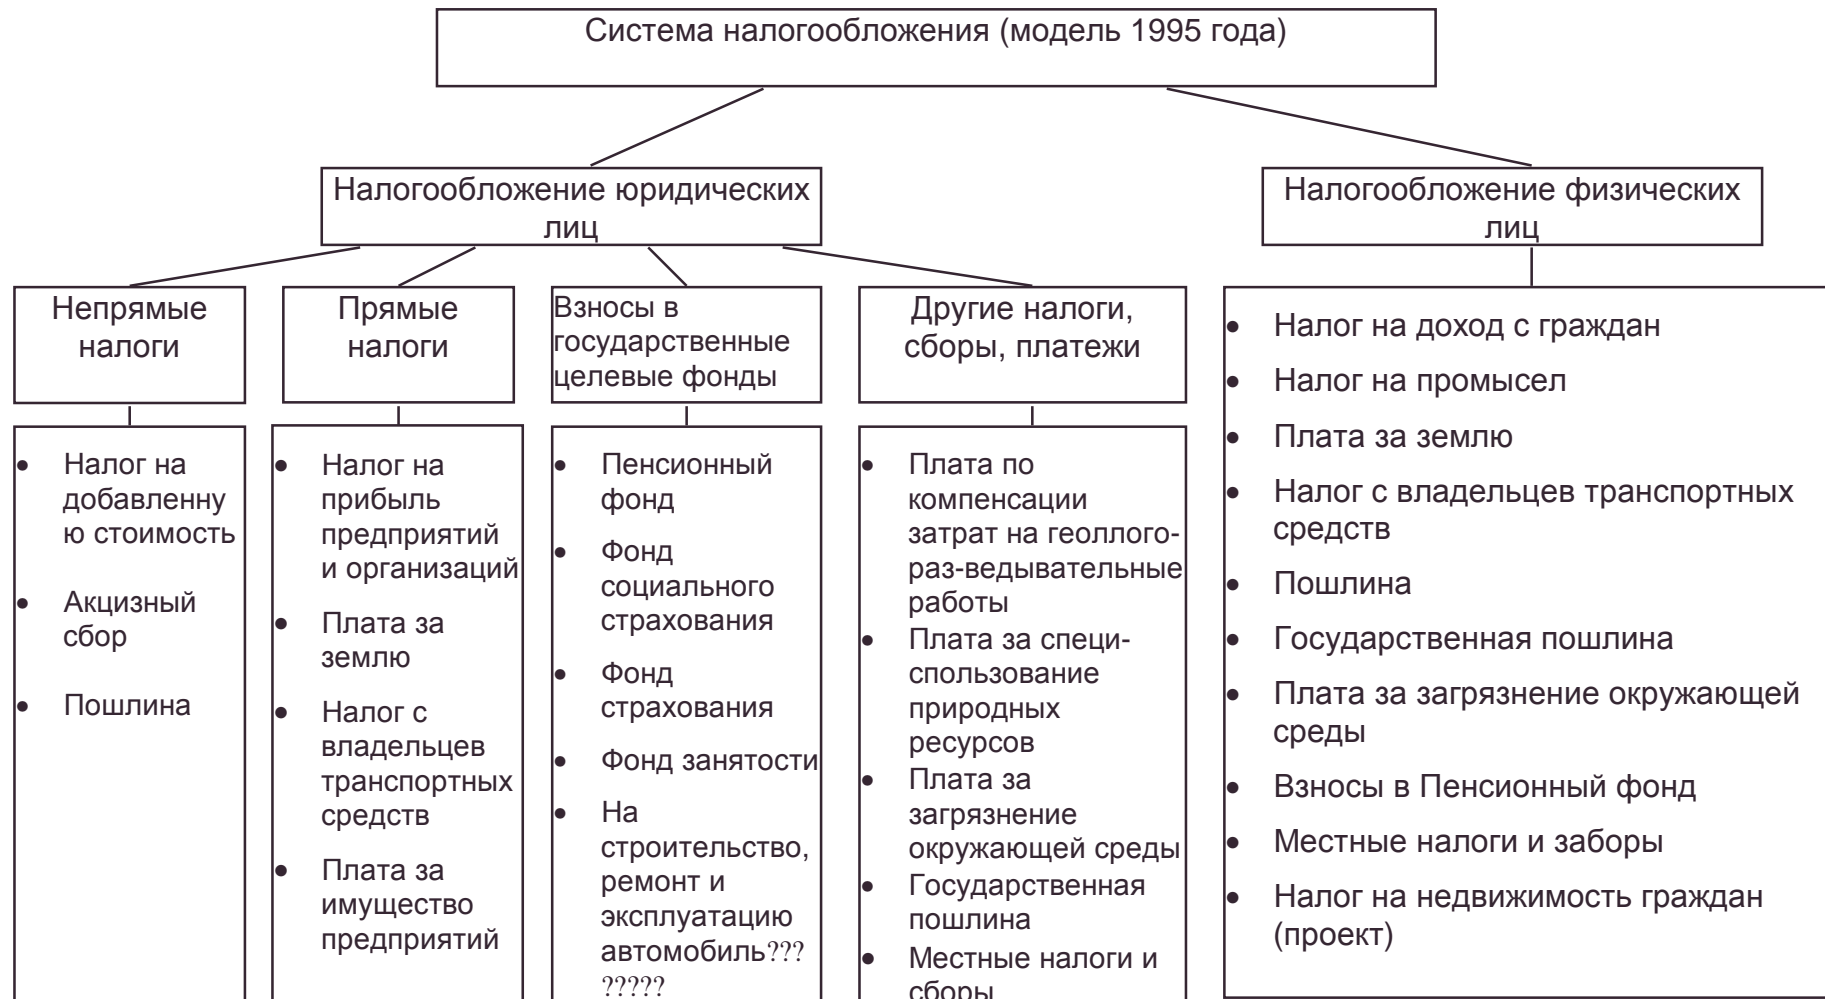 Система налогообложения (модель 1995 года)
Налогообложение юридических
лиц
Налогообложение физических
лиц
Непрямые
налоги
Прямые
налоги
Взносы в
государственные
целевые фонды
Другие налоги,
сборы, платежи
• Налог на
добавленну
ю стоимость
• Акцизный
сбор
• Пошлина
• Налог на
прибыль
предприятий
и организаций
• Плата за
землю
• Налог с
владельцев
транспортных
средств
• Плата за
имущество
предприятий
• Пенсионный
фонд
• Фонд
социального
страхования
• Фонд
страхования
• Фонд занятости
• На
строительство,
ремонт и
эксплуатацию
автомобиль???
?????
• Плата по
компенсации
затрат на геоллого-
раз-ведывательные
работы
• Плата за специ-
спользование
природных
ресурсов
• Плата за
загрязнение
окружающей среды
• Государственная
пошлина
• Местные налоги и
сборы
• Налог на доход с граждан
• Налог на промысел
• Плата за землю
• Налог с владельцев транспортных
средств
• Пошлина
• Государственная пошлина
• Плата за загрязнение окружающей
среды
• Взносы в Пенсионный фонд
• Местные налоги и заборы
• Налог на недвижимость граждан
(проект)